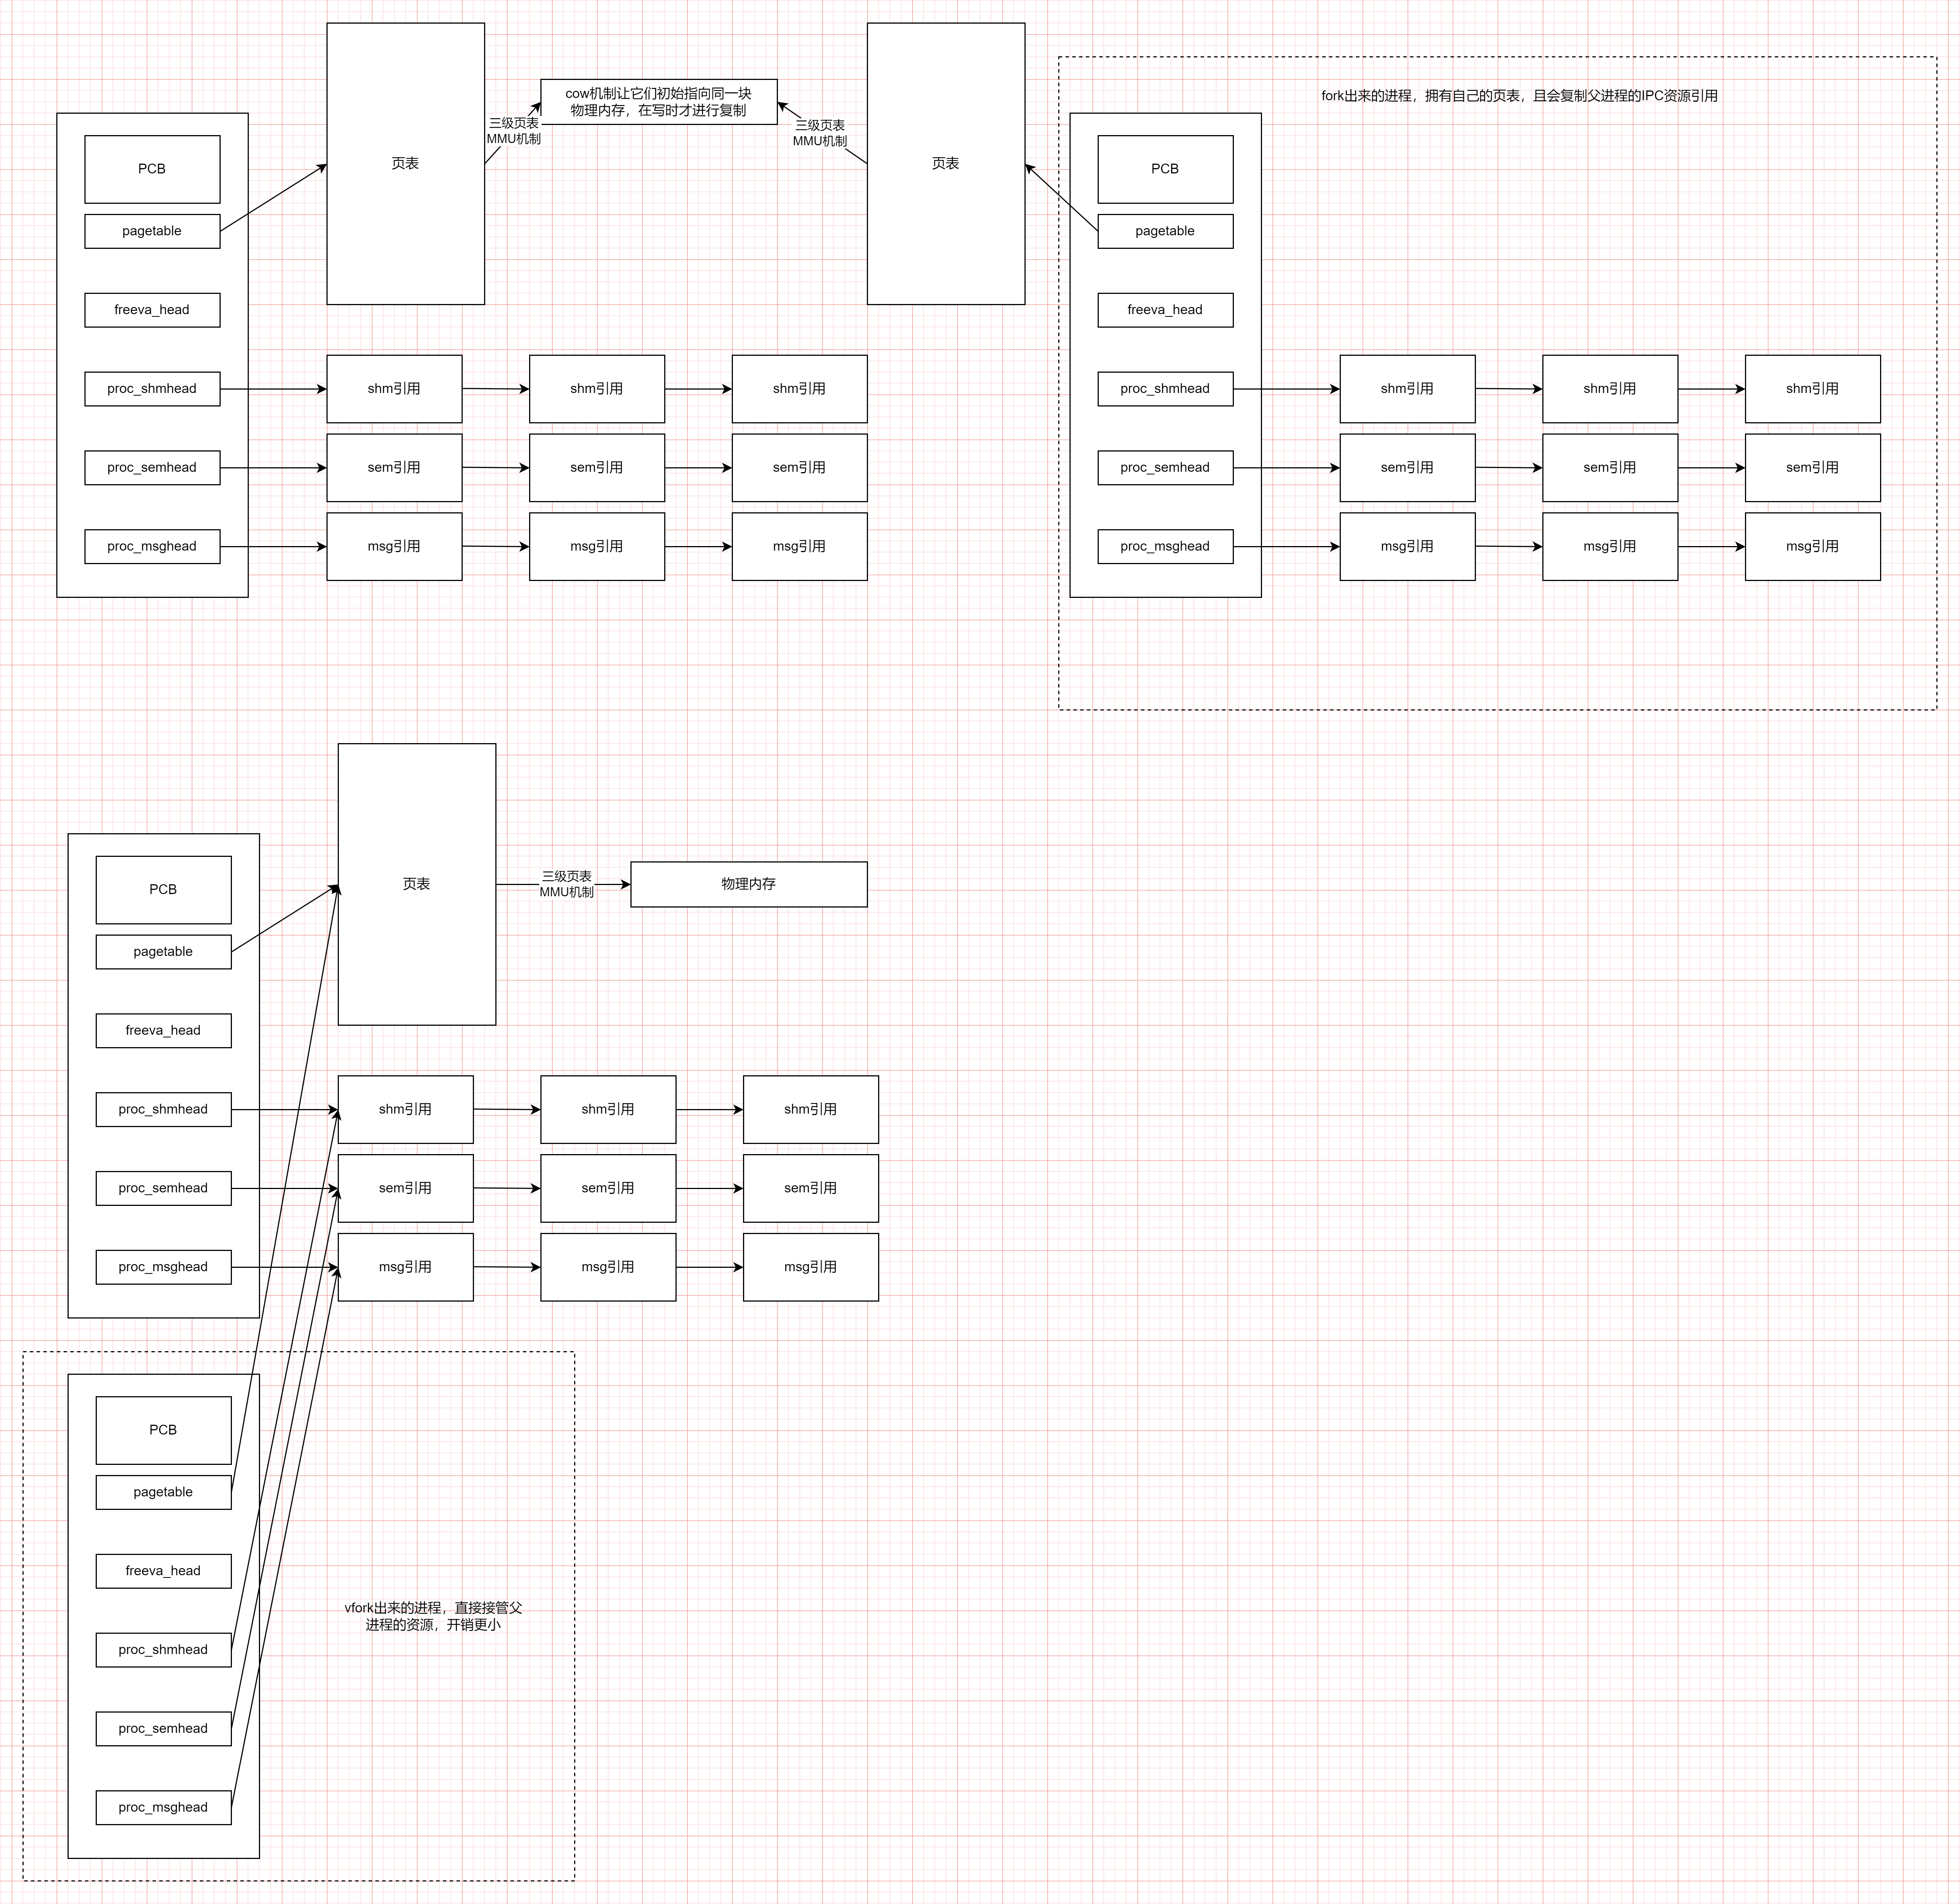 cow机制让它们初始指向同一块
物理内存，在写时才进行复制
三级页表
MMU机制
三级页表
MMU机制
PCB
页表
页表
pagetable
freeva_head
proc_shmhead
shm引用
shm引用
shm引用
proc_semhead
sem引用
sem引用
sem引用
proc_msghead
msg引用
msg引用
msg引用
fork出来的进程，拥有自己的页表，且会复制父进程的IPC资源引用
PCB
pagetable
freeva_head
proc_shmhead
shm引用
shm引用
shm引用
proc_semhead
sem引用
sem引用
sem引用
proc_msghead
msg引用
msg引用
msg引用
PCB
页表
三级页表
MMU机制
物理内存
pagetable
freeva_head
proc_shmhead
shm引用
shm引用
shm引用
proc_semhead
sem引用
sem引用
sem引用
proc_msghead
msg引用
msg引用
msg引用
PCB
pagetable
freeva_head
vfork出来的进程，直接接管父
进程的资源，开销更小
proc_shmhead
proc_semhead
proc_msghead